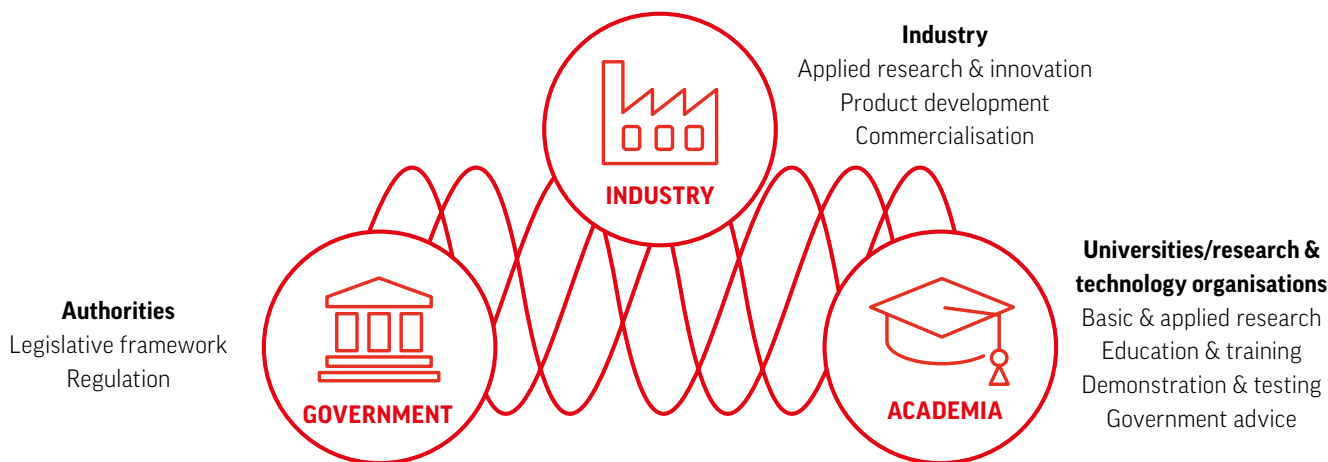 Industry
Applied research & innovation
Product development
Commercialisation
INDUSTRY
Authorities
Legislative framework
Regulation
GOVERNMENT
Universities/research &
technology organisations
Basic & applied research
Education & training
Demonstration & testing
Government advice
ACADEMIA